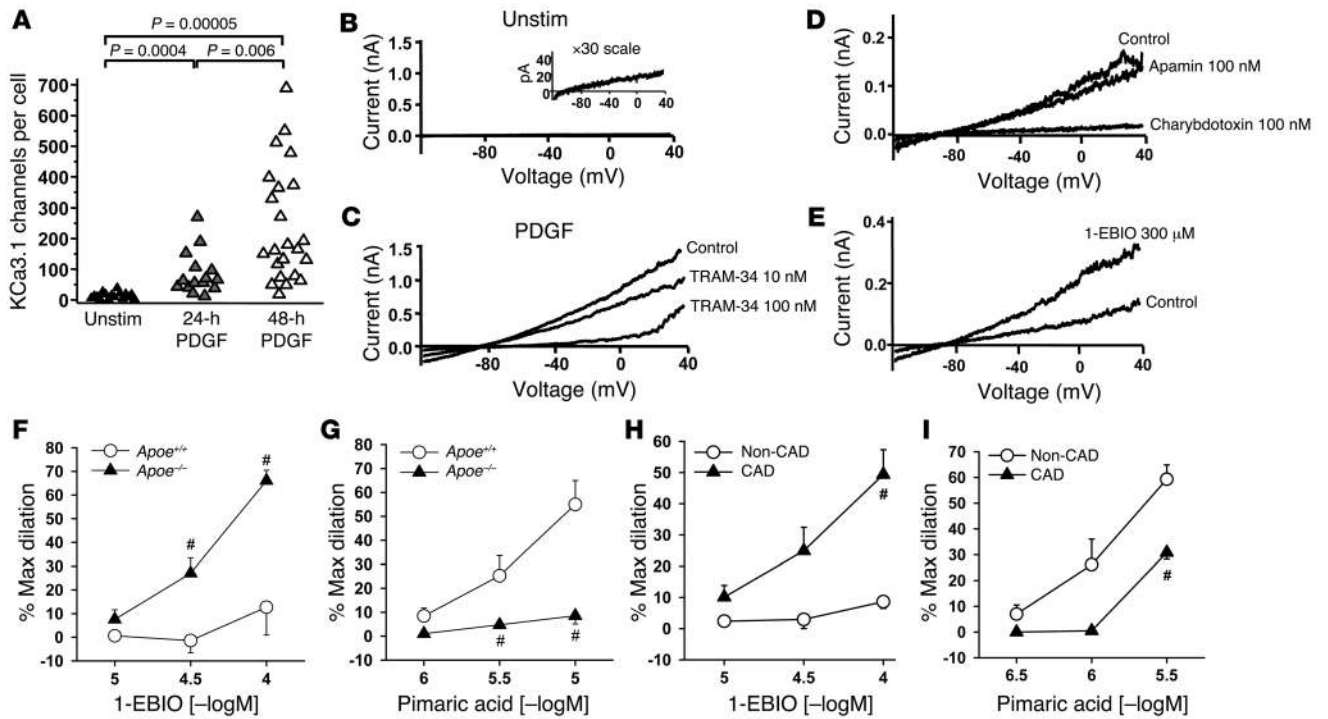 A
P = 0.00005
P = 0.0004
P = 0.006
KCa3.1 channels per cell
700
600
500
400
300
200
100
0
Unstim
24-h
PDGF
48-h
PDGF
B
Unstim
Current (nA)
1.5
1.0
0.5
0.0
×30 scale
pA
40
20
0
-80
-40
0
40
-80
-40
0
40
Voltage (mV)
C
PDGF
Current (nA)
1.5
1.0
0.5
0.0
Control
TRAM-34 10 nM
TRAM-34 100 nM
-80
-40
0
40
Voltage (mV)
D
Current (nA)
0.2
0.1
0.0
Control
Apamin 100 nM
Charybdotoxin 100 nM
-80
-40
0
40
Voltage (mV)
E
Current (nA)
0.4
0.2
0.0
1-EBIO 300 µM
Control
-80
-40
0
40
Voltage (mV)
F
% Max dilation
80
70
60
50
40
30
20
10
0
-10
Apoe+/+
Apoe−/−
#
#
5
4.5
4
1-EBIO [–logM]
G
% Max dilation
80
70
60
50
40
30
20
10
0
-10
Apoe+/+
Apoe−/−
#
#
6
5.5
5
Pimaric acid [–logM]
H
% Max dilation
60
50
40
30
20
10
0
-10
Non-CAD
CAD
#
5
4.5
4
1-EBIO [–logM]
I
% Max dilation
70
60
50
40
30
20
10
0
-10
Non-CAD
CAD
#
6.5
6
5.5
Pimaric acid [–logM]